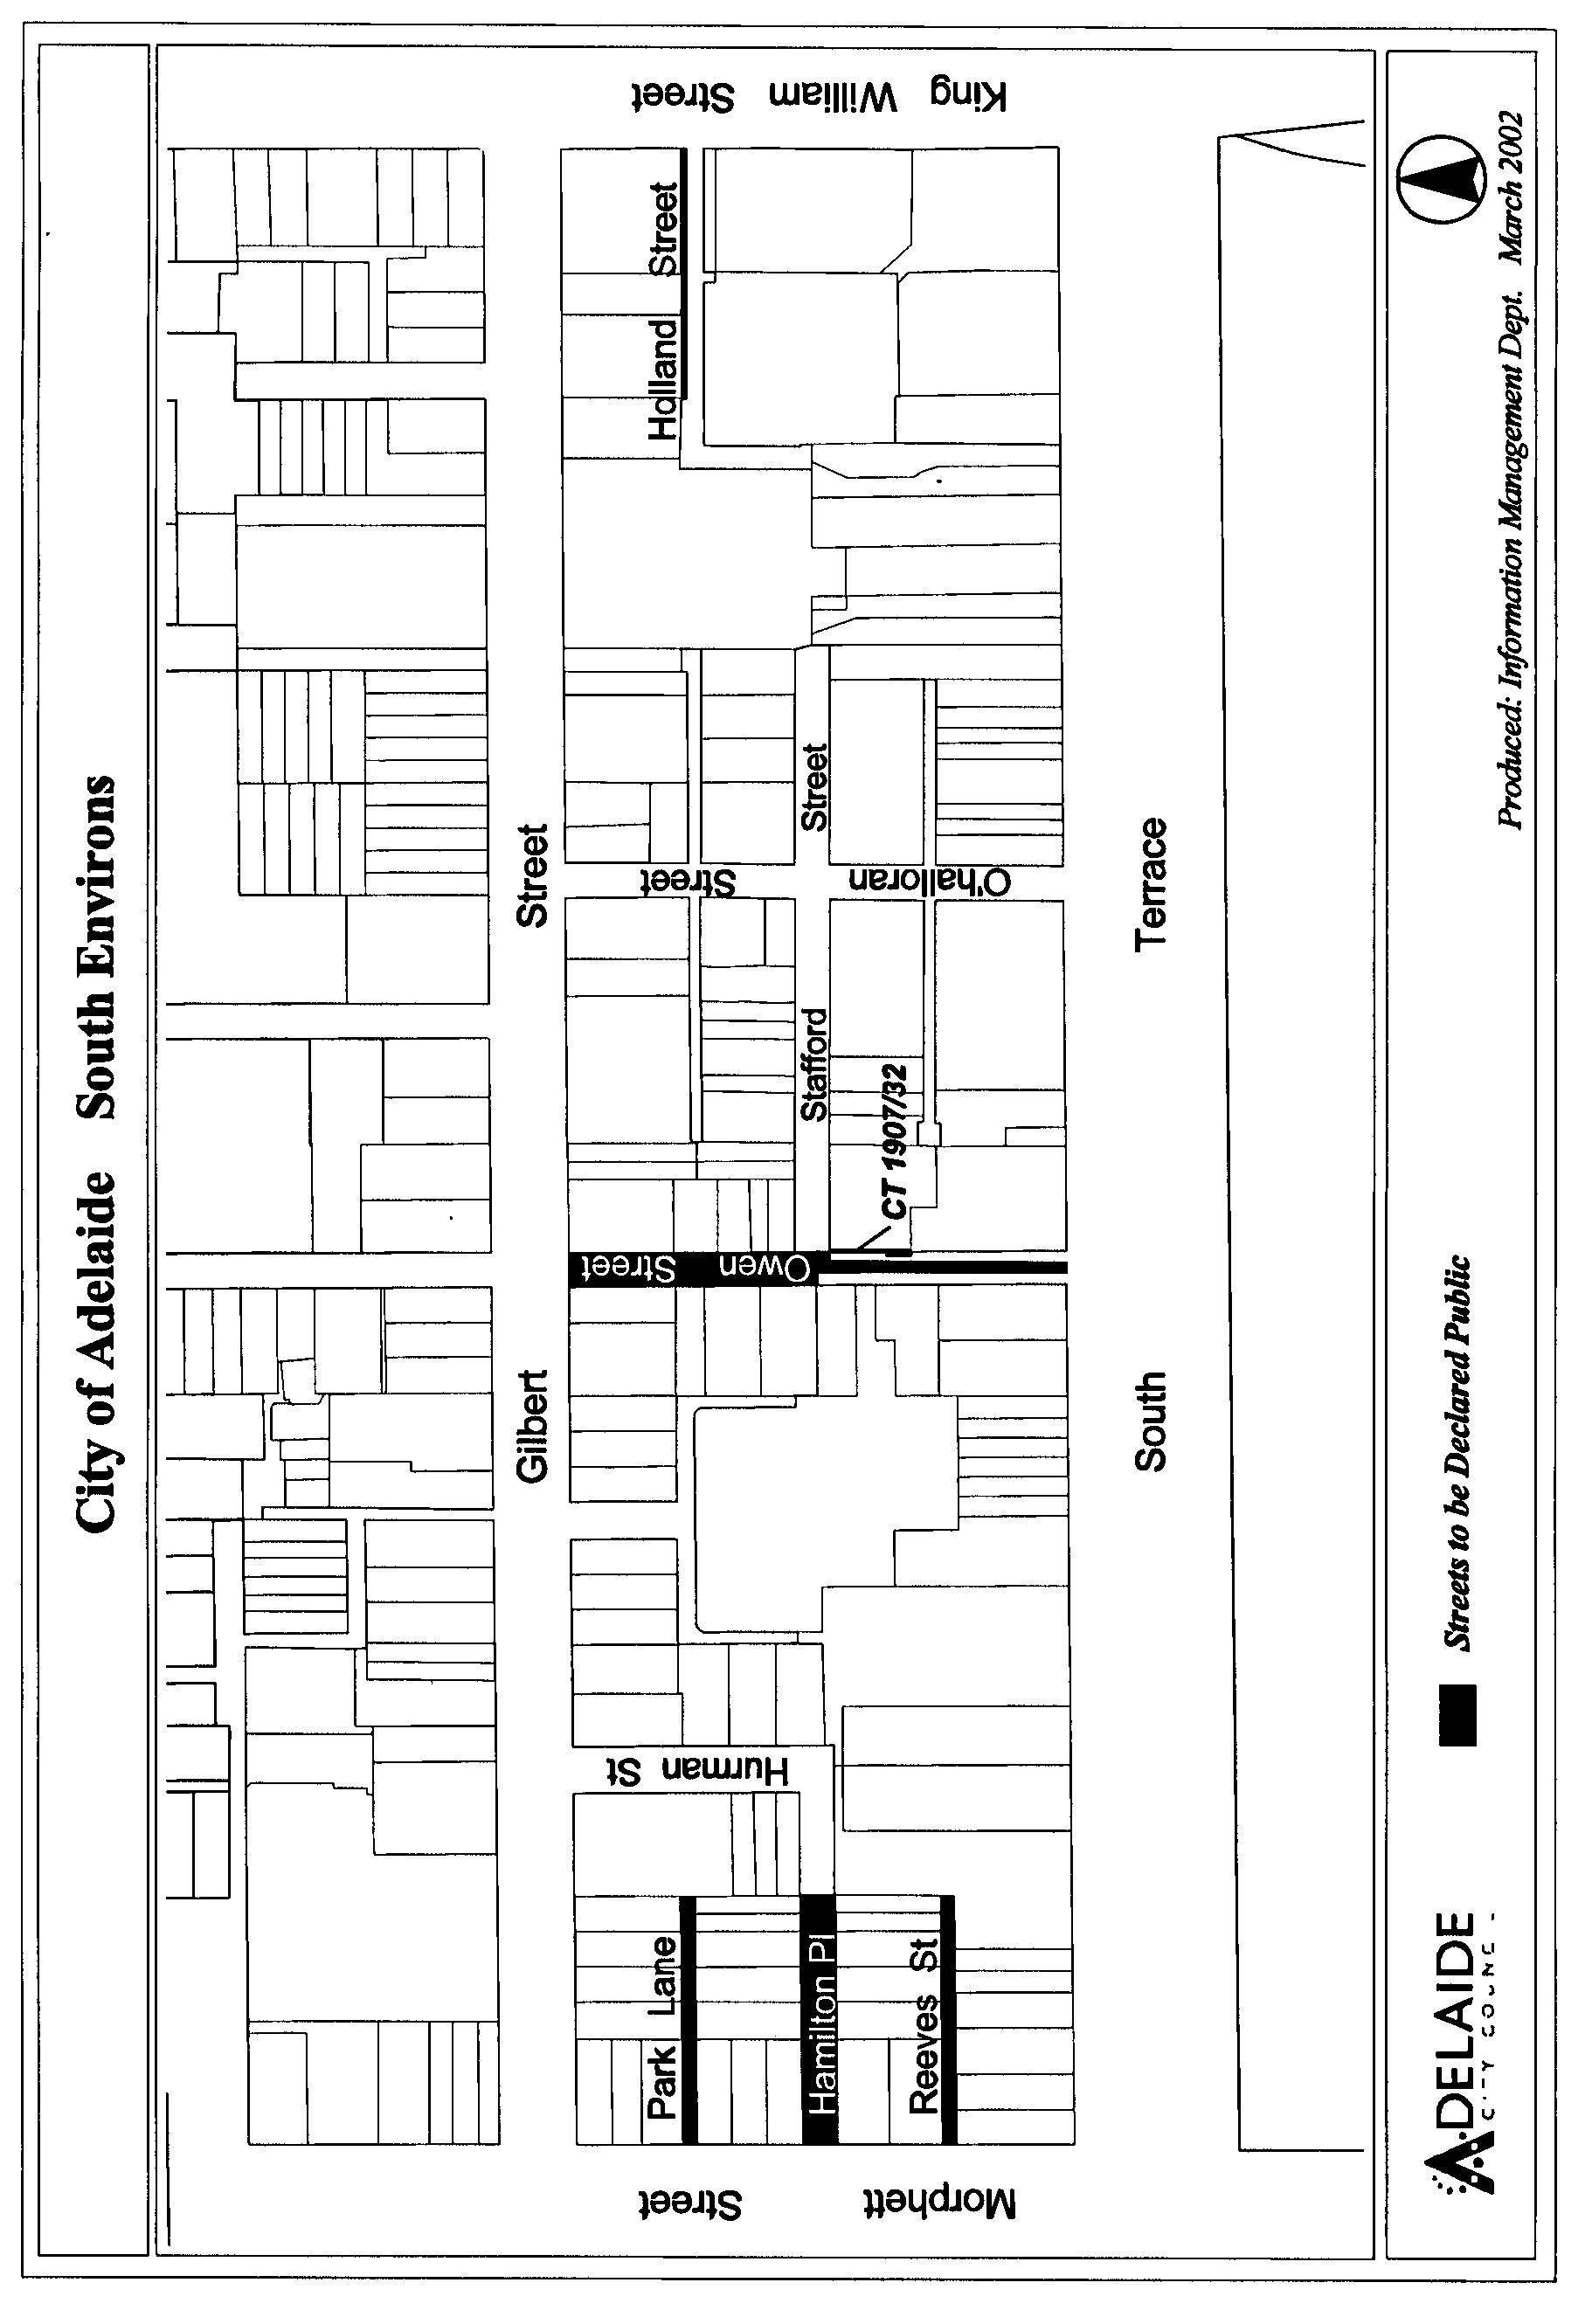 City of Adelaide South Environs
Gilbert Street
King William Street
Holland Street
Street O'halloran
Stafford Street
CT 1907/32
Owen Street
Hurman St
Park Lane
Hamilton Pl
Reeves St
Morphett Street
South Terrace
ADELAIDE
CITY COUNC
Streets to be Declared Public
Produced: Information Management Dept. March 2002